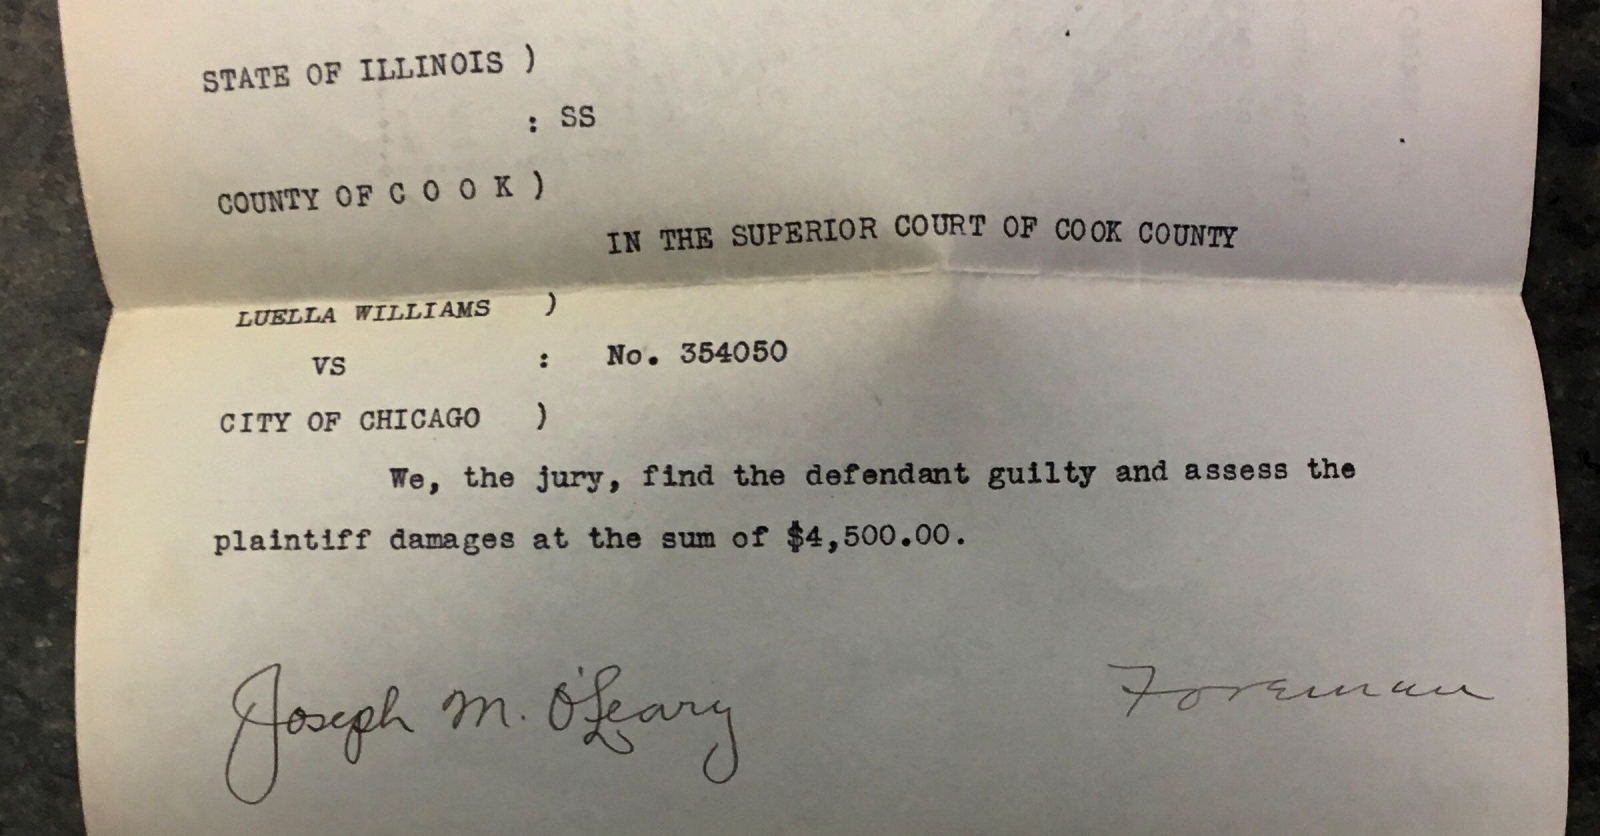 STATE OF ILLINOIS )
: SS
COUNTY OF C O O K )
IN THE SUPERIOR COURT OF COOK COUNTY
LUELLA WILLIAMS )
VS : No. 354050
CITY OF CHICAGO )
We, the jury, find the defendant guilty and assess the
plaintiff damages at the sum of $4,500.00.
Joseph M. O'Leary Foreman